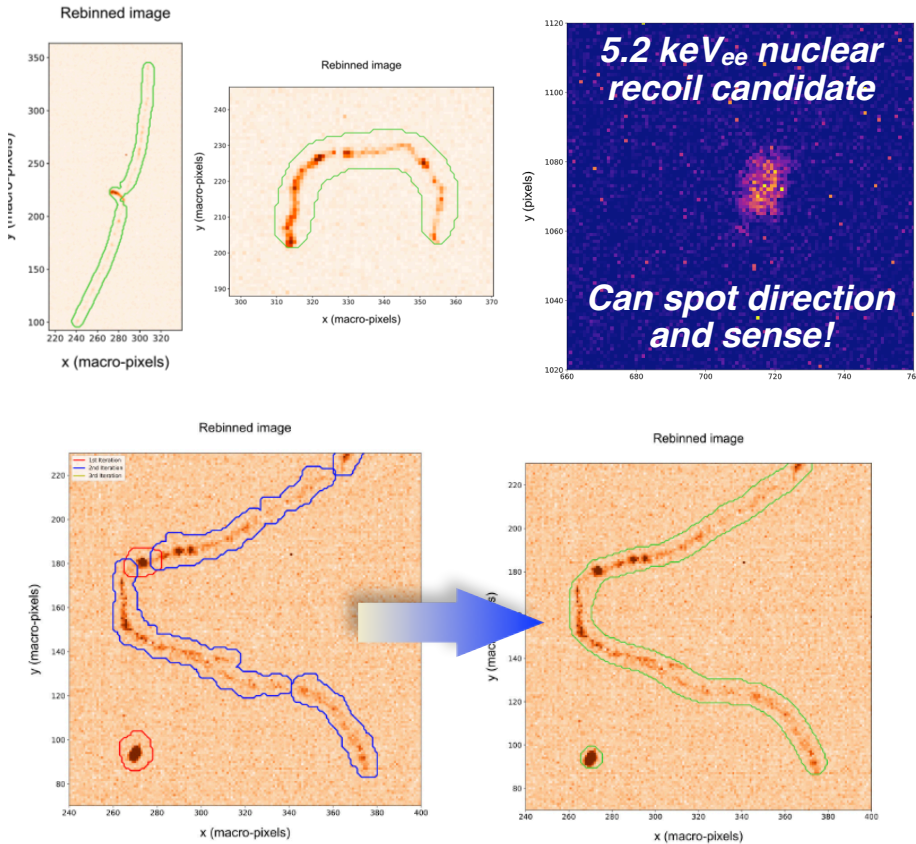 Rebinned image
350
300
250
200
150
100
y (macro-pixels)
220 240 260 280 300 320
x (macro-pixels)
Rebinned image
240
230
220
210
200
190
y (macro-pixels)
300 310 320 330 340 350 360 370
x (macro-pixels)
5.2 keVee nuclear
recoil candidate
Can spot direction
and sense!
1120
1100
1080
1060
1040
1020
y (pixels)
660 680 700 720 740 76
Rebinned image
1st Iteration
2nd Iteration
3rd Iteration
220
200
180
160
140
120
100
80
y (macro-pixels)
240 260 280 300 320 340 360 380 400
x (macro-pixels)
Rebinned image
220
200
180
160
140
120
100
80
y (macro-pixels)
240 260 280 300 320 340 360 380 400
x (macro-pixels)